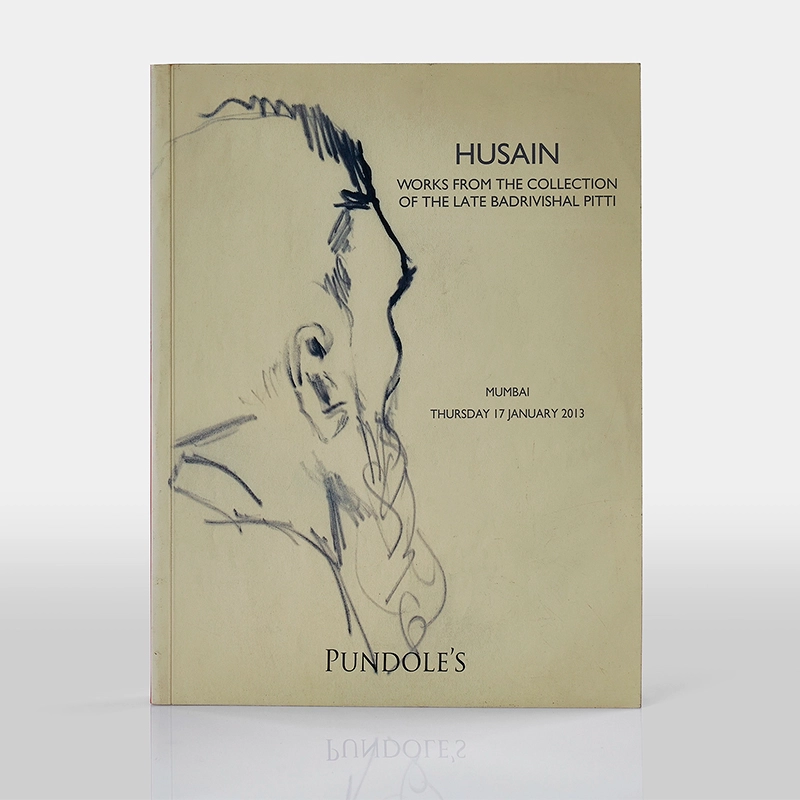 HUSAIN
WORKS FROM THE COLLECTION
OF THE LATE BADRIVISHAL PITTI
MUMBAI
THURSDAY 17 JANUARY 2013
PUNDOLE'S